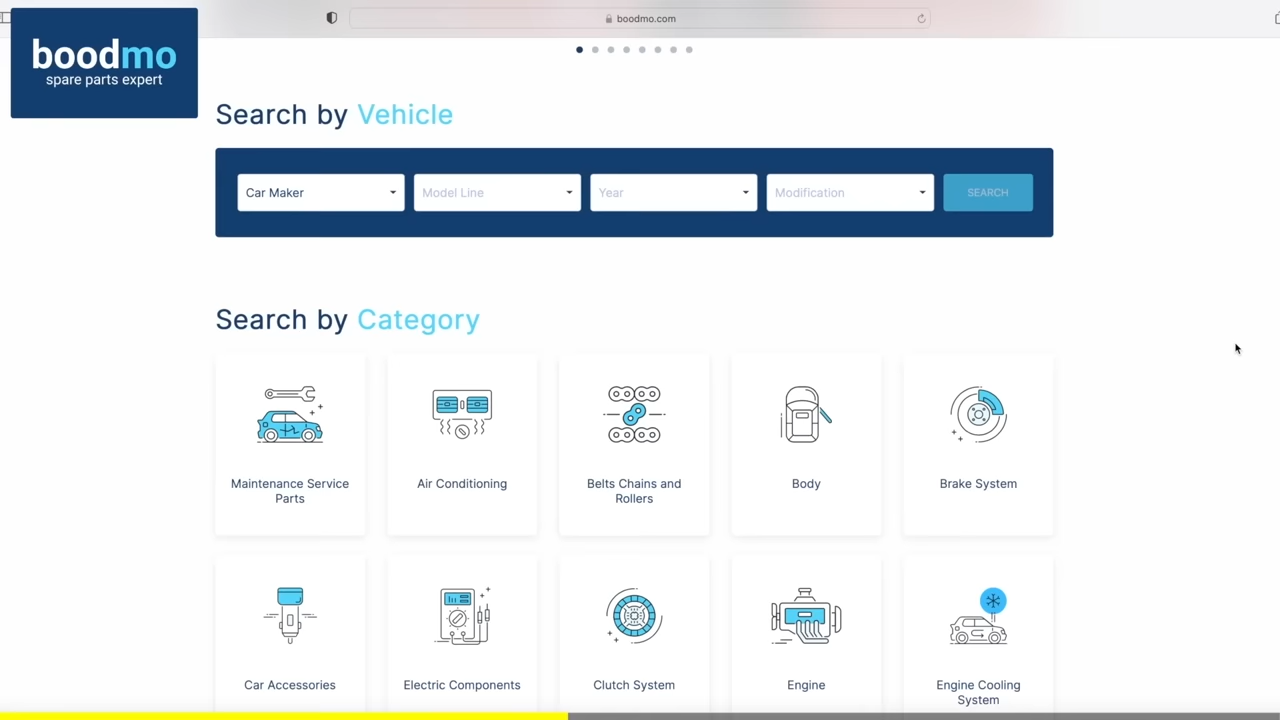 boodmo.com
boodmo
spare parts expert
Search by Vehicle
Car Maker
Model Line
Year
Modification
SEARCH
Search by Category
Maintenance Service
Parts
Air Conditioning
Belts Chains and
Rollers
Body
Brake System
Car Accessories
Electric Components
Clutch System
Engine
Engine Cooling
System